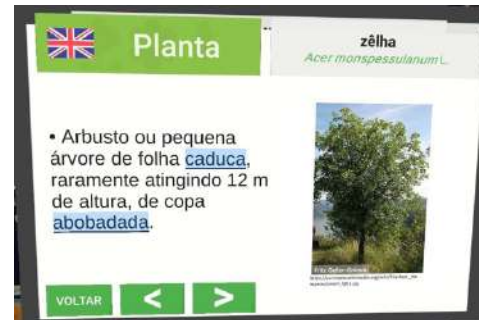 Planta
zêlha
Acer monspessulanum L.
• Arbusto ou pequena
árvore de folha caduca,
raramente atingindo 12 m
de altura, de copa
abobadada.
VOLTAR
<
>